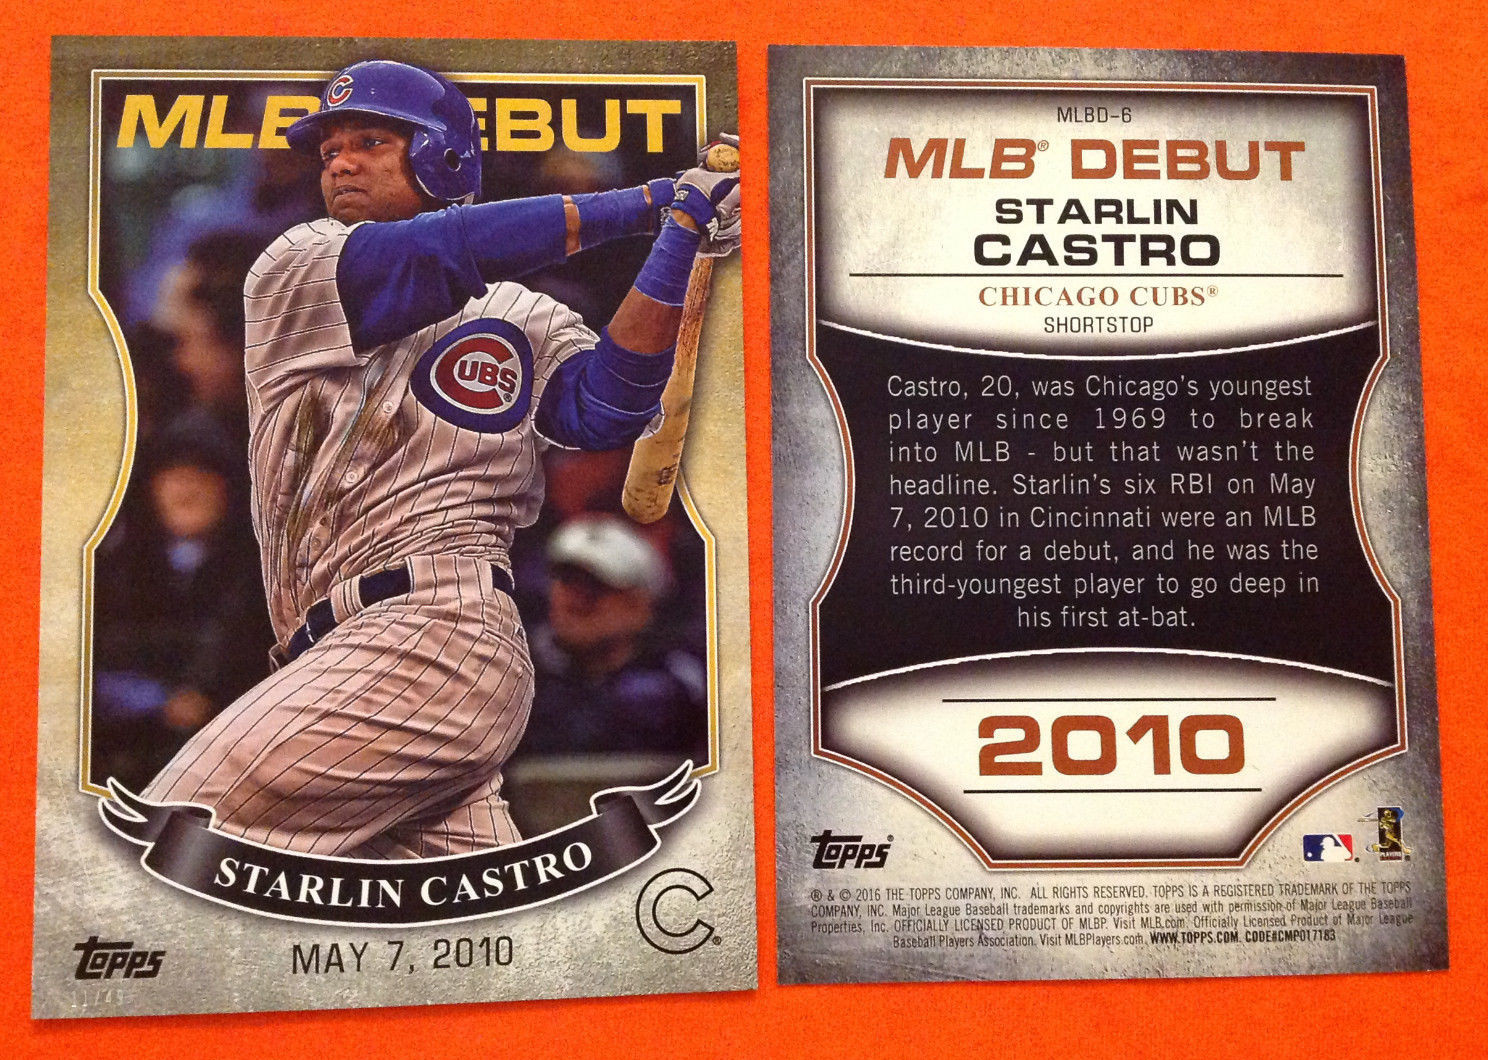 MLB DEBUT
C
CUBS®
STARLIN CASTRO
MAY 7, 2010
C®
Topps
11/49
MLBD-6
MLB® DEBUT
STARLIN
CASTRO
CHICAGO CUBS®
SHORTSTOP
Castro, 20, was Chicago's youngest
player since 1969 to break
into MLB - but that wasn't the
headline. Starlin's six RBI on May
7, 2010 in Cincinnati were an MLB
record for a debut, and he was the
third-youngest player to go deep in
his first at-bat.
2010
Topps®
PLAYERS
® & © 2016 THE TOPPS COMPANY, INC. ALL RIGHTS RESERVED. TOPPS IS A REGISTERED TRADEMARK OF THE TOPPS
COMPANY, INC. Major League Baseball trademarks and copyrights are used with permission of Major League Baseball
Properties, Inc. OFFICIALLY LICENSED PRODUCT OF MLBP. Visit MLB.com. Officially Licensed Product of Major League
Baseball Players Association. Visit MLBPlayers.com. WWW.TOPPS.COM. CODE#CMP017183